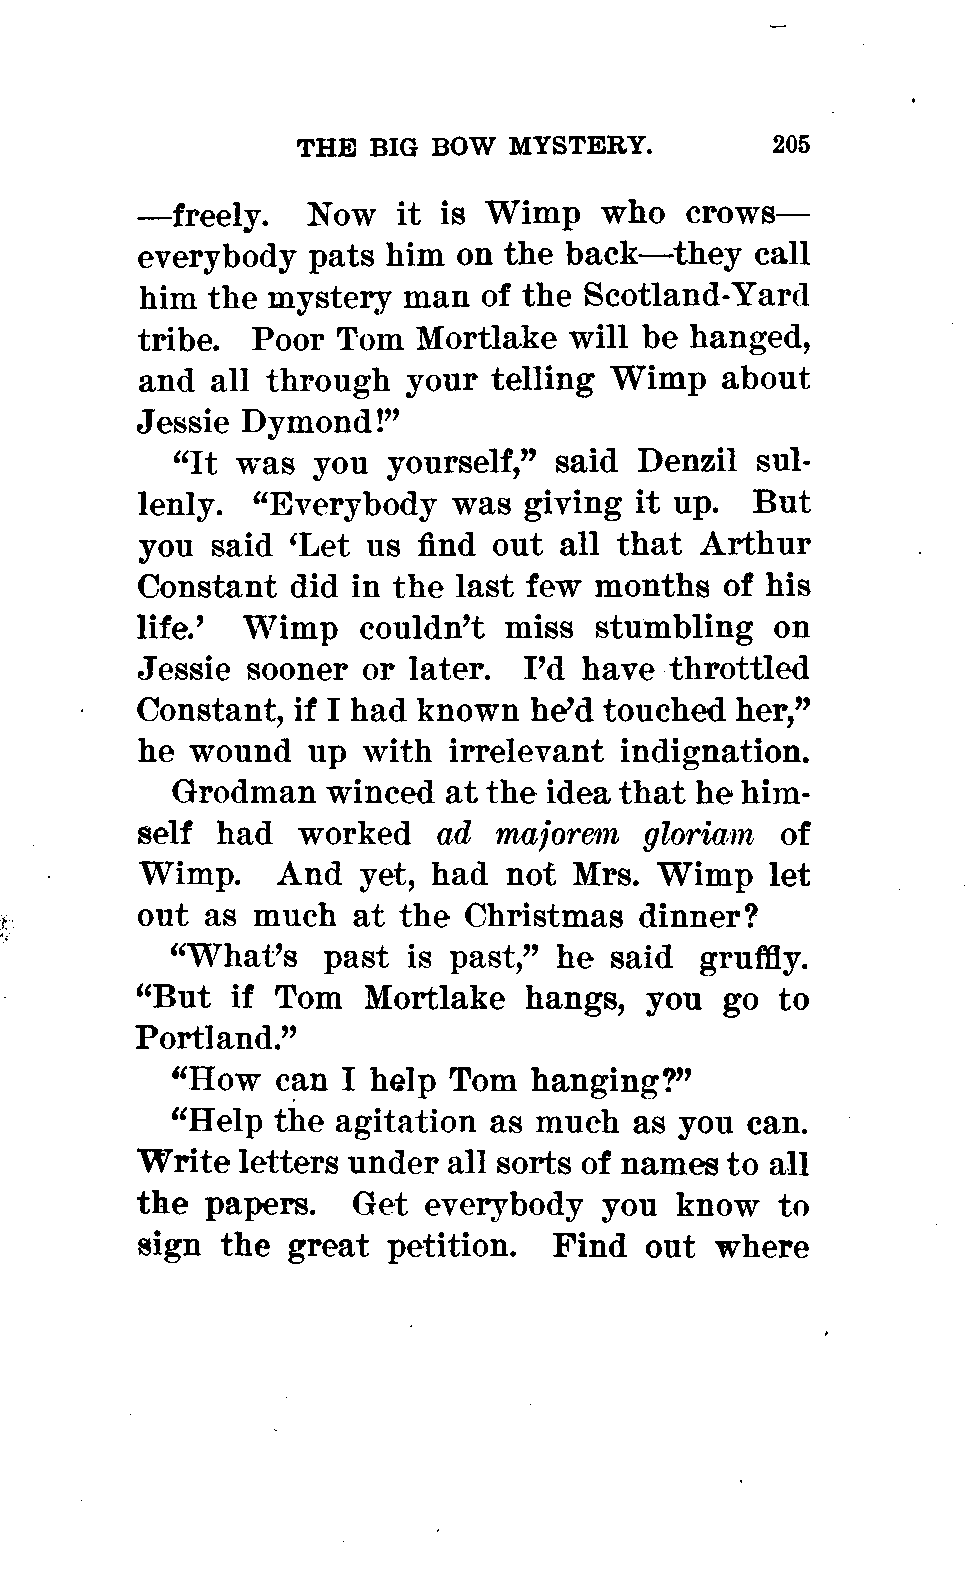 THE BIG BOW MYSTERY. 205
—freely. Now it is Wimp who crows—
everybody pats him on the back—they call
him the mystery man of the Scotland-Yard
tribe. Poor Tom Mortlake will be hanged,
and all through your telling Wimp about
Jessie Dymond!”
“It was you yourself,” said Denzil sul-
lenly. “Everybody was giving it up. But
you said ‘Let us find out all that Arthur
Constant did in the last few months of his
life.’ Wimp couldn’t miss stumbling on
Jessie sooner or later. I’d have throttled
Constant, if I had known he’d touched her,”
he wound up with irrelevant indignation.
Grodman winced at the idea that he him-
self had worked ad majorem gloriam of
Wimp. And yet, had not Mrs. Wimp let
out as much at the Christmas dinner?
“What’s past is past,” he said gruffly.
“But if Tom Mortlake hangs, you go to
Portland.”
“How can I help Tom hanging?”
“Help the agitation as much as you can.
Write letters under all sorts of names to all
the papers. Get everybody you know to
sign the great petition. Find out where